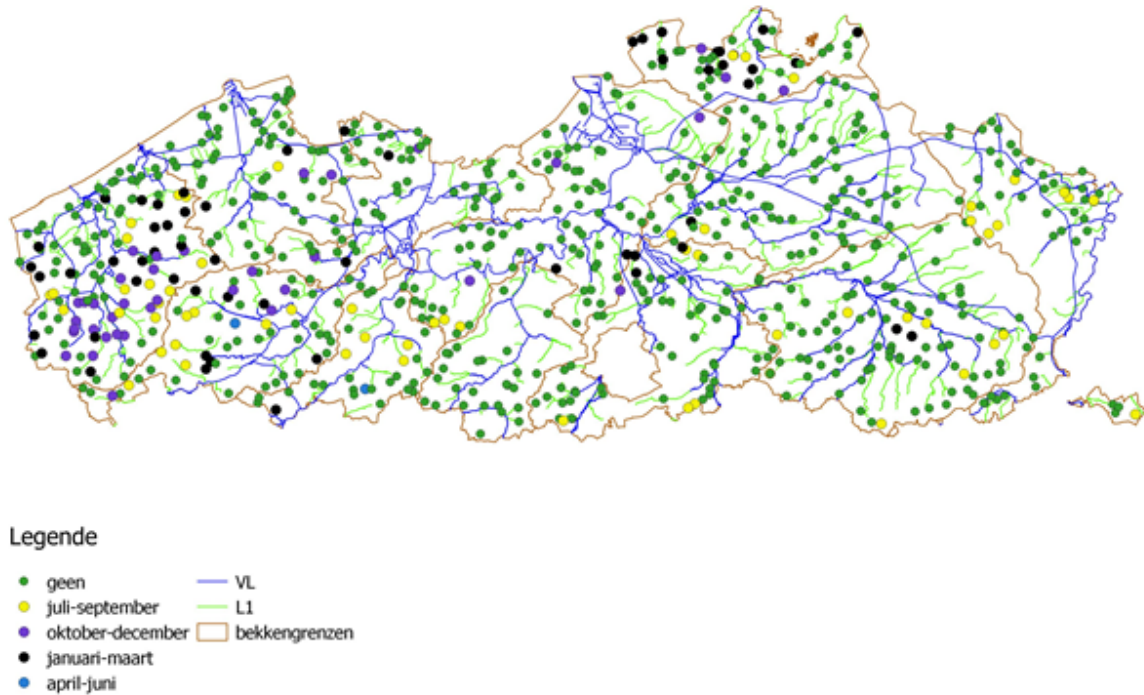 Legende
geen
VL
juli-september
L1
oktober-december
bekkengrenzen
januari-maart
april-juni